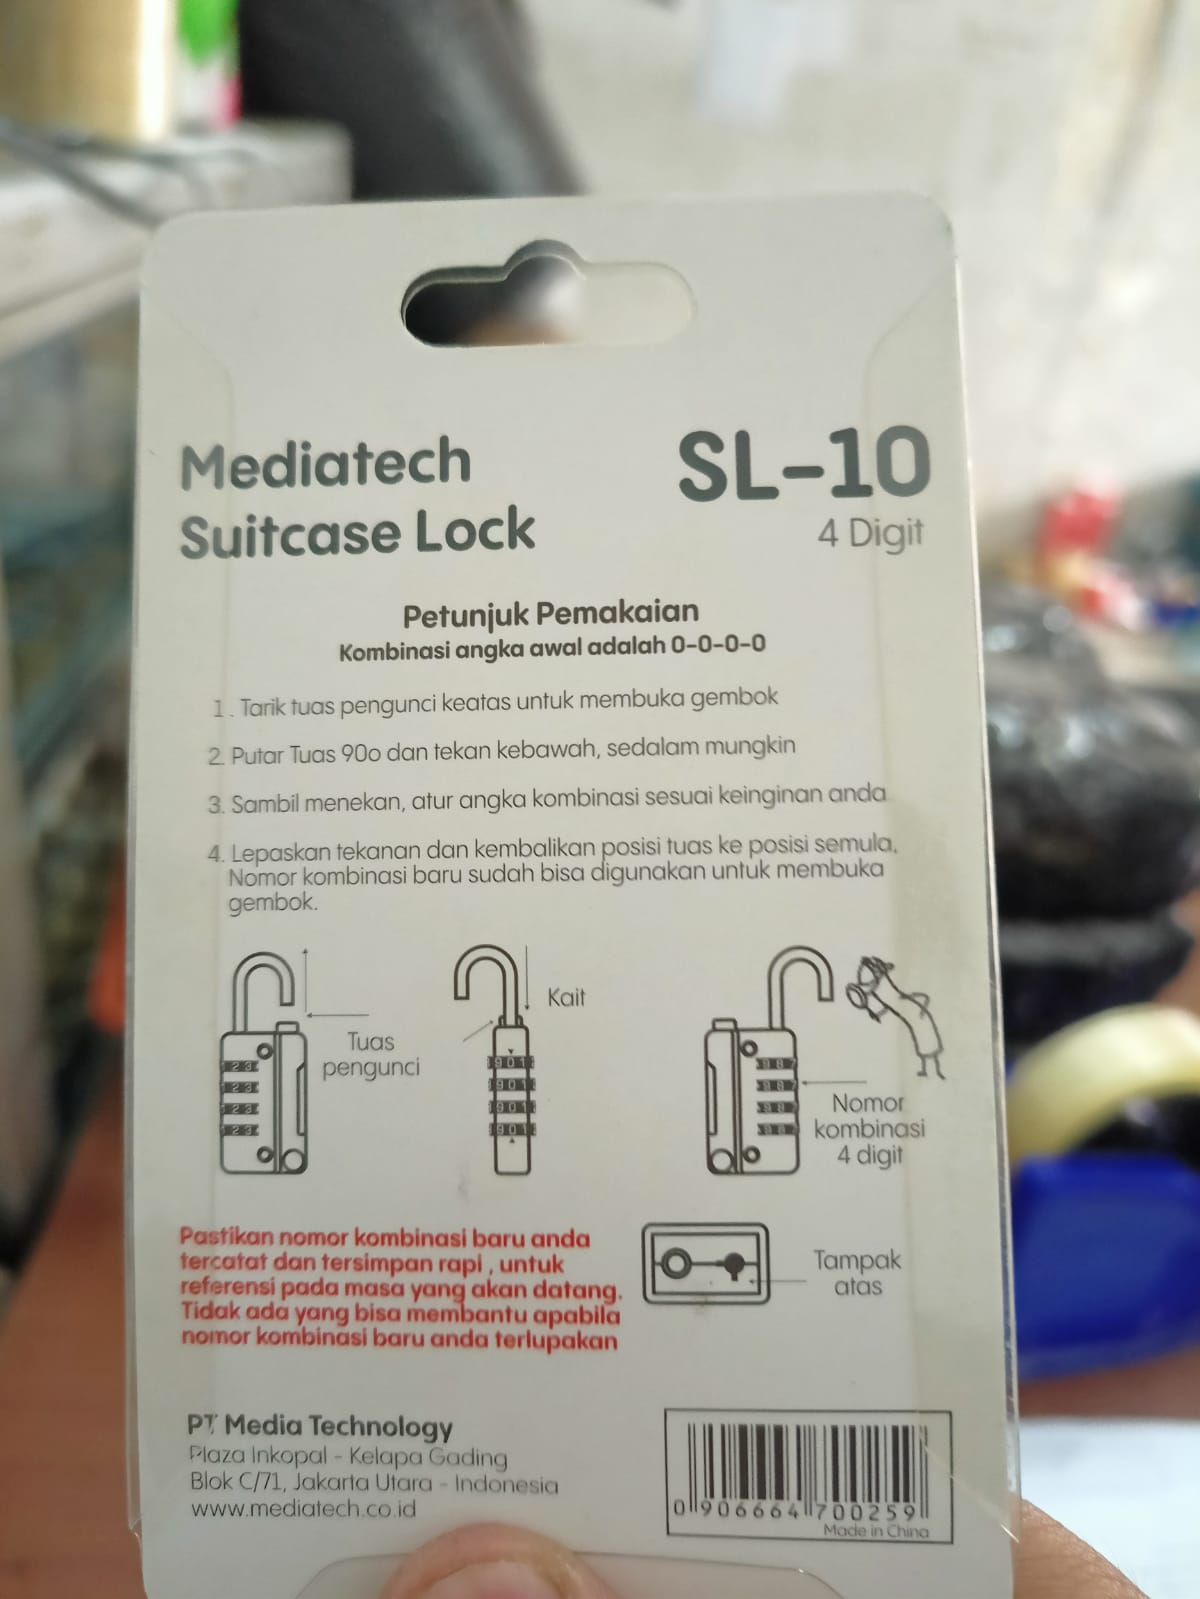 Mediatech
Suitcase Lock
SL-10
4 Digit
Petunjuk Pemakaian
Kombinasi angka awal adalah 0-0-0-0
1. Tarik tuas pengunci keatas untuk membuka gembok
2. Putar Tuas 90o dan tekan kebawah, sedalam mungkin
3. Sambil menekan, atur angka kombinasi sesuai keinginan anda
4. Lepaskan tekanan dan kembalikan posisi tuas ke posisi semula,
Nomor kombinasi baru sudah bisa digunakan untuk membuka
gembok.
Tuas
pengunci
Kait
Nomor
kombinasi
4 digit
Pastikan nomor kombinasi baru anda
tercatat dan tersimpan rapi , untuk
referensi pada masa yang akan datang.
Tidak ada yang bisa membantu apabila
nomor kombinasi baru anda terlupakan
Tampak
atas
PT Media Technology
Plaza Inkopal - Kelapa Gading
Blok C/71, Jakarta Utara - Indonesia
www.mediatech.co.id
0 906664 700259
Made in China